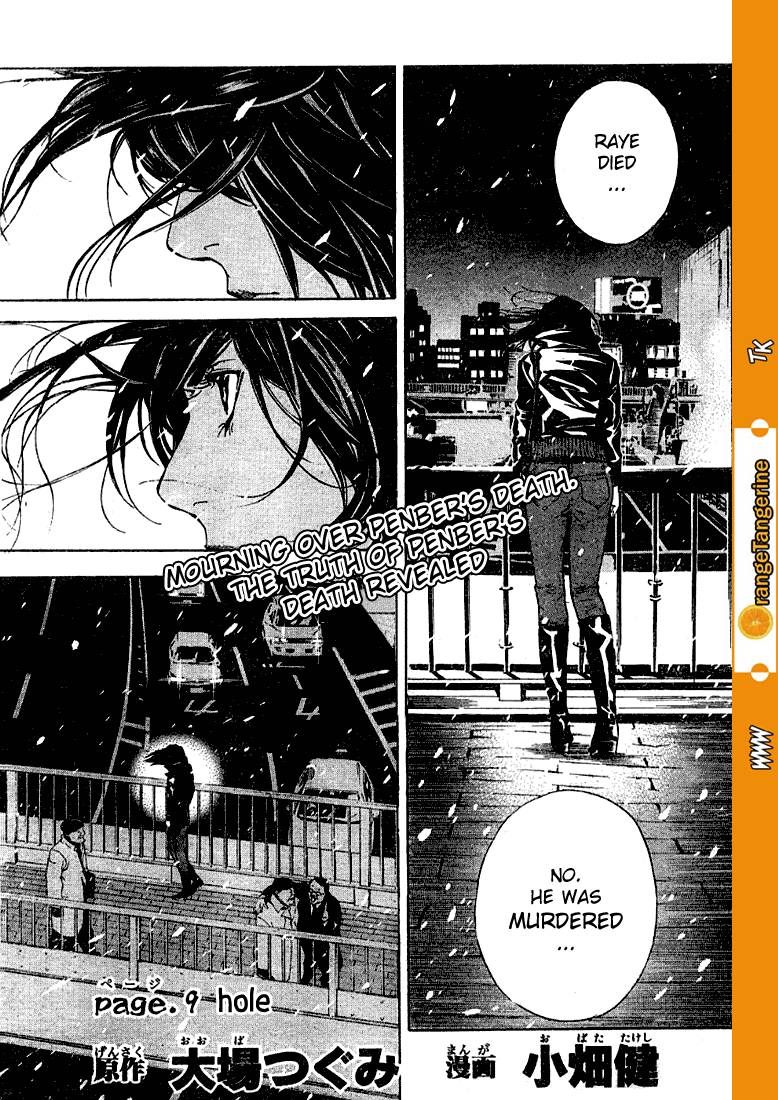 RAYE
DIED
...
NO.
HE WAS
MURDERED
...
MOURNING OVER PENBER'S DEATH.
THE TRUTH OF PENBER'S
DEATH REVEALED
ページ
page.9 hole
げんさく おお ば
原作 大場つぐみ
まんが お ばた たけし
漫画 小畑健
TK
OrangeTangerine
WWW